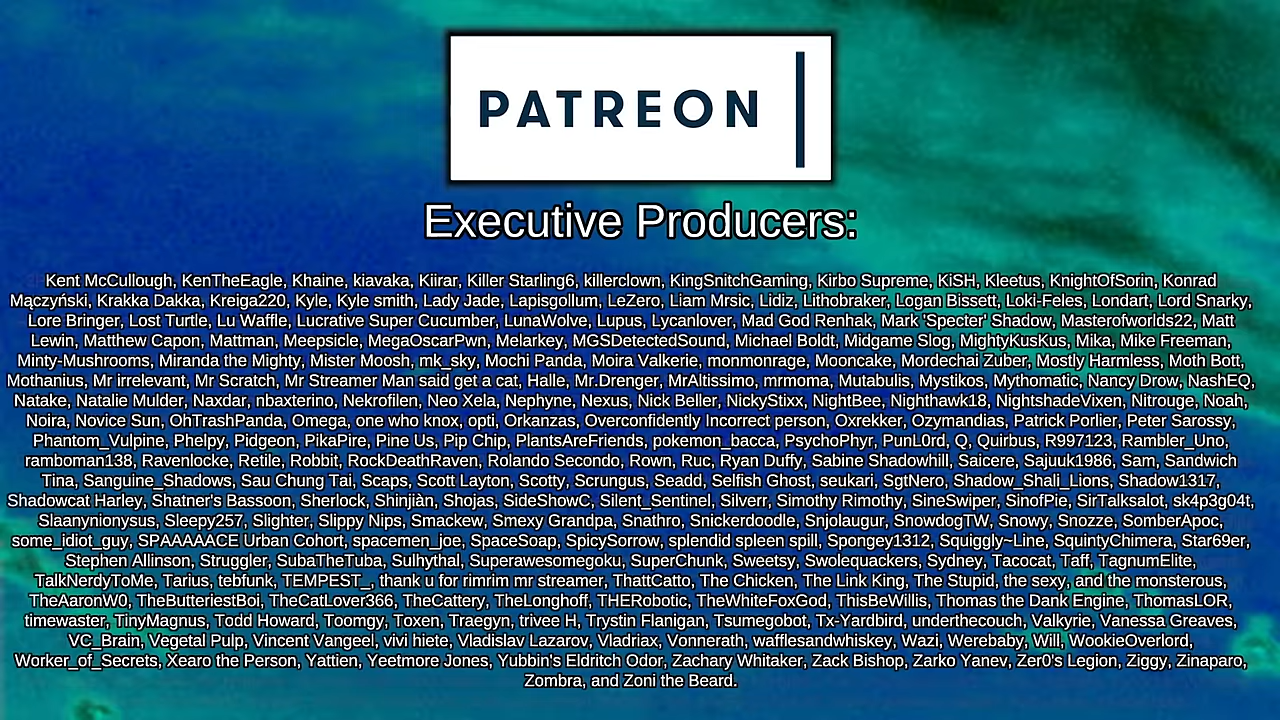 PATREON
Executive Producers:
Kent McCullough, KenTheEagle, Khaine, kiavaka, Kiirar, Killer Starling6, killerclown, KingSnitchGaming, Kirbo Supreme, KiSH, Kleetus, KnightOfSorin, Konrad
Mączyński, Krakka Dakka, Kreiga220, Kyle, Kyle smith, Lady Jade, Lapisgollum, LeZero, Liam Mrsic, Lidiz, Lithobraker, Logan Bissett, Loki-Feles, Londart, Lord Snarky,
Lore Bringer, Lost Turtle, Lu Waffle, Lucrative Super Cucumber, LunaWolve, Lupus, Lycanlover, Mad God Renhak, Mark 'Specter' Shadow, Masterofworlds22, Matt
Lewin, Matthew Capon, Mattman, Meepsicle, MegaOscarPwn, Melarkey, MGSDetectedSound, Michael Boldt, Midgame Slog, MightyKusKus, Mika, Mike Freeman,
Minty-Mushrooms, Miranda the Mighty, Mister Moosh, mk_sky, Mochi Panda, Moira Valkerie, monmonrage, Mooncake, Mordechai Zuber, Mostly Harmless, Moth Bott,
Mothanius, Mr irrelevant, Mr Scratch, Mr Streamer Man said get a cat, Halle, Mr.Drenger, MrAltissimo, mrmoma, Mutabulis, Mystikos, Mythomatic, Nancy Drow, NashEQ,
Natake, Natalie Mulder, Naxdar, nbaxterino, Nekrofilen, Neo Xela, Nephyne, Nexus, Nick Beller, NickyStixx, NightBee, Nighthawk18, NightshadeVixen, Nitrouge, Noah,
Noira, Novice Sun, OhTrashPanda, Omega, one who knox, opti, Orkanzas, Overconfidently Incorrect person, Oxrekker, Ozymandias, Patrick Porlier, Peter Sarossy,
Phantom_Vulpine, Phelpy, Pidgeon, PikaPire, Pine Us, Pip Chip, PlantsAreFriends, pokemon_bacca, PsychoPhyr, PunL0rd, Q, Quirbus, R997123, Rambler_Uno,
ramboman138, Ravenlocke, Retile, Robbit, RockDeathRaven, Rolando Secondo, Rown, Ruc, Ryan Duffy, Sabine Shadowhill, Saicere, Sajuuk1986, Sam, Sandwich
Tina, Sanguine_Shadows, Sau Chung Tai, Scaps, Scott Layton, Scotty, Scrungus, Seadd, Selfish Ghost, seukari, SgtNero, Shadow_Shali_Lions, Shadow1317,
Shadowcat Harley, Shatner's Bassoon, Sherlock, Shinjiàn, Shojas, SideShowC, Silent_Sentinel, Silverr, Simothy Rimothy, SineSwiper, SinofPie, SirTalksalot, sk4p3g04t,
Slaanynionysus, Sleepy257, Slighter, Slippy Nips, Smackew, Smexy Grandpa, Snathro, Snickerdoodle, Snjolaugur, SnowdogTW, Snowy, Snozze, SomberApoc,
some_idiot_guy, SPAAAAACE Urban Cohort, spacemen_joe, SpaceSoap, SpicySorrow, splendid spleen spill, Spongey1312, Squiggly~Line, SquintyChimera, Star69er,
Stephen Allinson, Struggler, SubaTheTuba, Sulhythal, Superawesomegoku, SuperChunk, Sweetsy, Swolequackers, Sydney, Tacocat, Taff, TagnumElite,
TalkNerdyToMe, Tarius, tebfunk, TEMPEST_, thank u for rimrim mr streamer, ThattCatto, The Chicken, The Link King, The Stupid, the sexy, and the monsterous,
TheAaronW0, TheButteriestBoi, TheCatLover366, TheCattery, TheLonghoff, THERobotic, TheWhiteFoxGod, ThisBeWillis, Thomas the Dank Engine, ThomasLOR,
timewaster, TinyMagnus, Todd Howard, Toomgy, Toxen, Traegyn, trivee H, Trystin Flanigan, Tsumegobot, Tx-Yardbird, underthecouch, Valkyrie, Vanessa Greaves,
VC_Brain, Vegetal Pulp, Vincent Vangeel, vivi hiete, Vladislav Lazarov, Vladriax, Vonnerath, wafflesandwhiskey, Wazi, Werebaby, Will, WookieOverlord,
Worker_of_Secrets, Xearo the Person, Yattien, Yeetmore Jones, Yubbin's Eldritch Odor, Zachary Whitaker, Zack Bishop, Zarko Yanev, Zer0's Legion, Ziggy, Zinaparo,
Zombra, and Zoni the Beard.